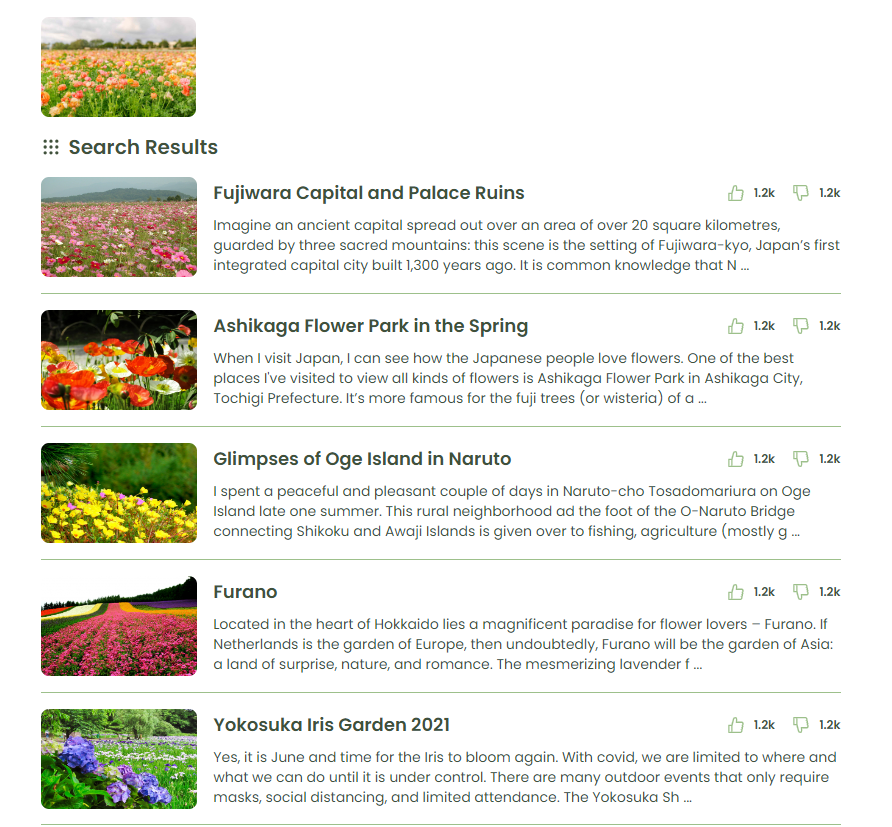 Search Results
Fujiwara Capital and Palace Ruins
1.2k
1.2k
Imagine an ancient capital spread out over an area of over 20 square kilometres,
guarded by three sacred mountains: this scene is the setting of Fujiwara-kyo, Japan’s first
integrated capital city built 1,300 years ago. It is common knowledge that N ...
Ashikaga Flower Park in the Spring
1.2k
1.2k
When I visit Japan, I can see how the Japanese people love flowers. One of the best
places I've visited to view all kinds of flowers is Ashikaga Flower Park in Ashikaga City,
Tochigi Prefecture. It’s more famous for the fuji trees (or wisteria) of a ...
Glimpses of Oge Island in Naruto
1.2k
1.2k
I spent a peaceful and pleasant couple of days in Naruto-cho Tosadomariura on Oge
Island late one summer. This rural neighborhood ad the foot of the O-Naruto Bridge
connecting Shikoku and Awaji Islands is given over to fishing, agriculture (mostly g ...
Furano
1.2k
1.2k
Located in the heart of Hokkaido lies a magnificent paradise for flower lovers – Furano. If
Netherlands is the garden of Europe, then undoubtedly, Furano will be the garden of Asia:
a land of surprise, nature, and romance. The mesmerizing lavender f ...
Yokosuka Iris Garden 2021
1.2k
1.2k
Yes, it is June and time for the Iris to bloom again. With covid, we are limited to where and
what we can do until it is under control. There are many outdoor events that only require
masks, social distancing, and limited attendance. The Yokosuka Sh ...